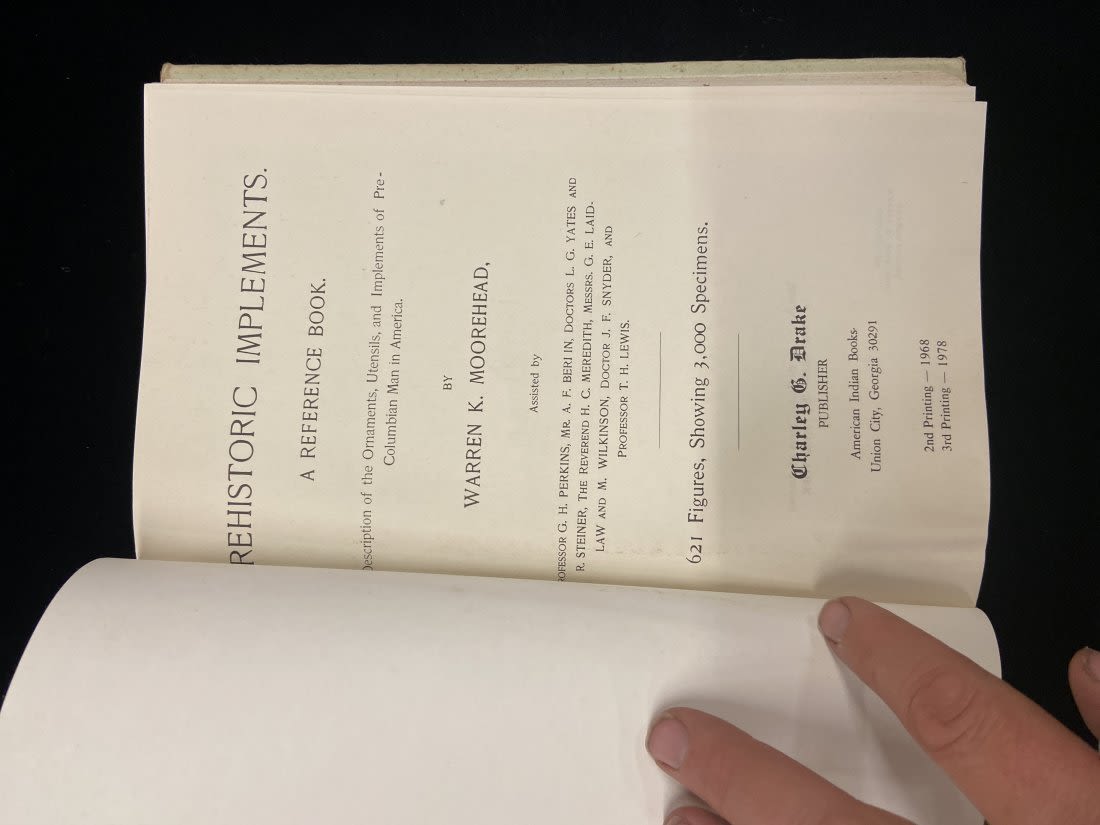 REHISTORIC IMPLEMENTS.
A REFERENCE BOOK.
Description of the Ornaments, Utensils, and Implements of Pre-
Columbian Man in America.
BY
WARREN K. MOOREHEAD,
Assisted by
OFESSOR G. H. PERKINS, MR. A. F. BERLIN, DOCTORS L. G. YATES AND
R. STEINER, THE REVEREND H. C. MEREDITH, MESSRS. G. E. LAID-
LAW AND M. WILKINSON, DOCTOR J. F. SNYDER, AND
PROFESSOR T. H. LEWIS.
621 Figures, Showing 3,000 Specimens.
Charley G. Drake
PUBLISHER
American Indian Books
Union City, Georgia 30291
2nd Printing — 1968
3rd Printing — 1978